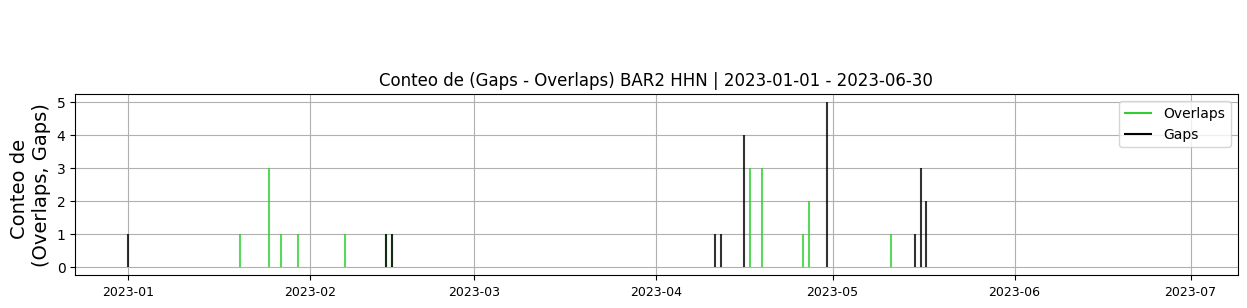 Conteo de (Gaps - Overlaps) BAR2 HHN | 2023-01-01 - 2023-06-30
Conteo de
(Overlaps, Gaps)
5
4
3
2
1
0
Overlaps
Gaps
2023-01
2023-02
2023-03
2023-04
2023-05
2023-06
2023-07